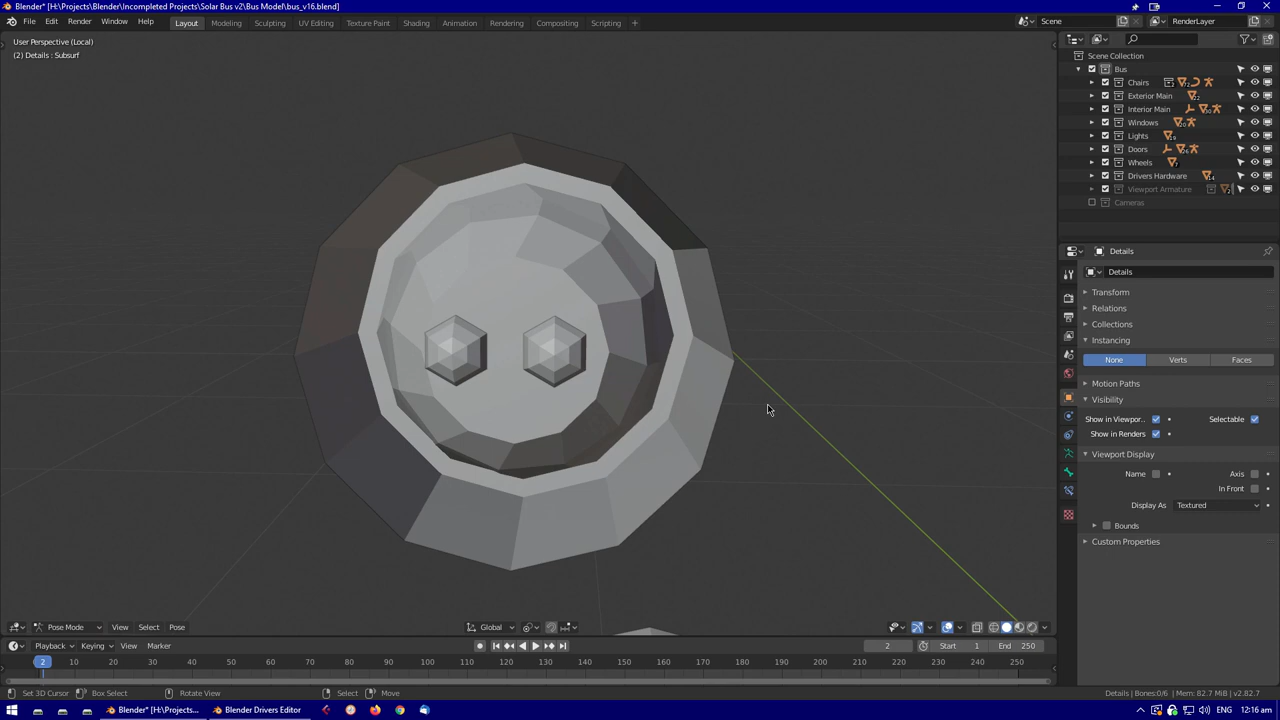 Blender* [H:\Projects\Blender\Incompleted Projects\Solar Bus v2\Bus Model\bus_v16.blend]
File Edit Render Window Help Layout Modeling Sculpting UV Editing Texture Paint Shading Animation Rendering Compositing Scripting + Scene RenderLayer
User Perspective (Local)
(2) Details : Subsurf
Scene Collection
Bus
Chairs
Exterior Main
Interior Main
Windows
Lights
Doors
Wheels
Drivers Hardware
Viewport Armature
Cameras
Details
Details
Transform
Relations
Collections
Instancing
None Verts Faces
Motion Paths
Visibility
Show in Viewpor.. Selectable
Show in Renders
Viewport Display
Name Axis
In Front
Display As Textured
Bounds
Custom Properties
Pose Mode View Select Pose Global
Playback Keying View Marker 2 Start 1 End 250
2 10 20 30 40 50 60 70 80 90 100 110 120 130 140 150 160 170 180 190 200 210 220 230 240 250
Set 3D Cursor Box Select Rotate View Select Move Details | Bones:0/6 | Mem: 82.7 MiB | v2.82.7
Blender* [H:\Projects... Blender Drivers Editor 12:16 am